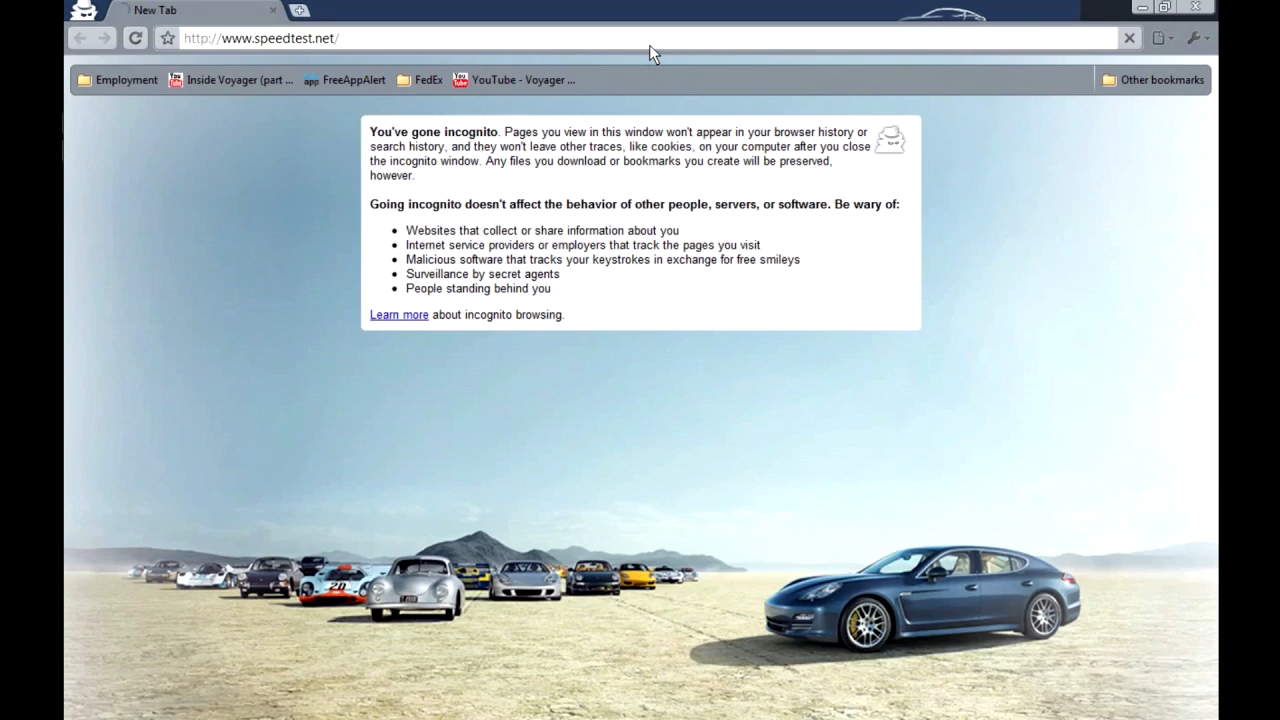 New Tab
http://www.speedtest.net/
Employment
You Tube
Inside Voyager (part ...
app
FreeAppAlert
FedEx
You Tube
YouTube - Voyager ...
Other bookmarks
You've gone incognito. Pages you view in this window won't appear in your browser history or
search history, and they won't leave other traces, like cookies, on your computer after you close
the incognito window. Any files you download or bookmarks you create will be preserved,
however.
Going incognito doesn't affect the behavior of other people, servers, or software. Be wary of:
• Websites that collect or share information about you
• Internet service providers or employers that track the pages you visit
• Malicious software that tracks your keystrokes in exchange for free smileys
• Surveillance by secret agents
• People standing behind you
Learn more about incognito browsing.
20